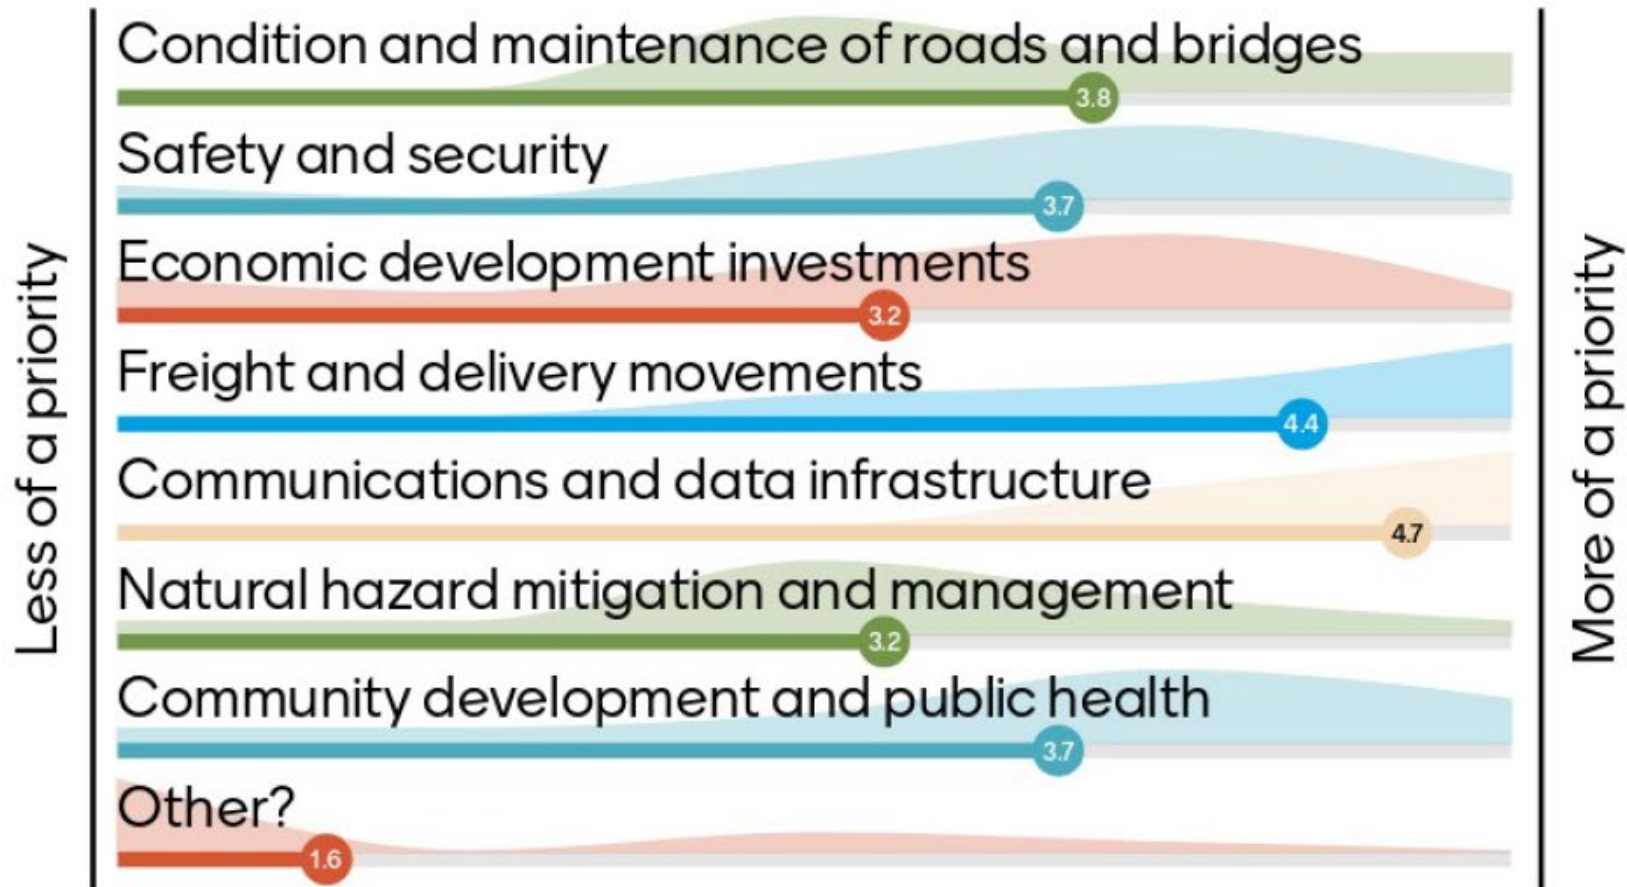 Condition and maintenance of roads and bridges
3.8
Safety and security
3.7
Economic development investments
3.2
Freight and delivery movements
4.4
Communications and data infrastructure
4.7
Natural hazard mitigation and management
3.2
Community development and public health
3.7
Other?
1.6
Less of a priority
More of a priority